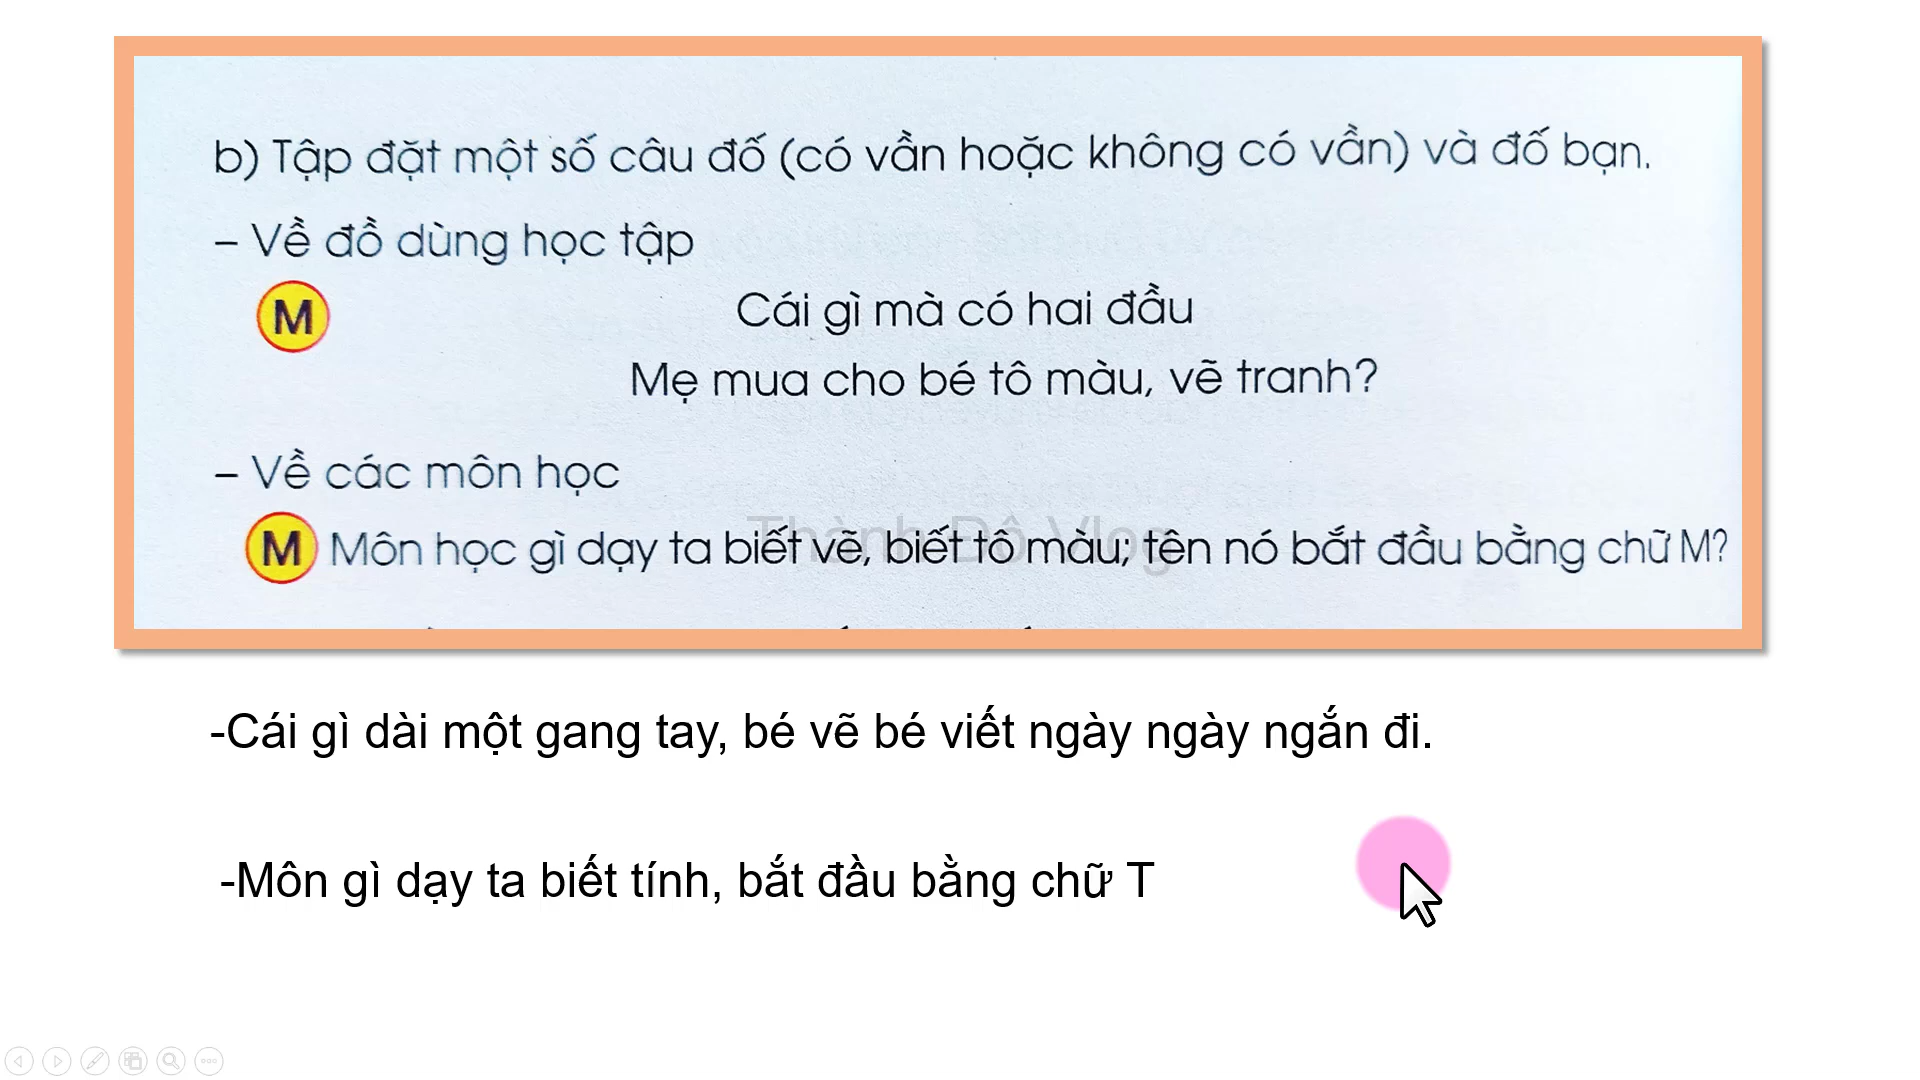 b) Tập đặt một số câu đố (có vần hoặc không có vần) và đố bạn.
– Về đồ dùng học tập
M
Cái gì mà có hai đầu
Mẹ mua cho bé tô màu, vẽ tranh?
– Về các môn học
M Môn học gì dạy ta biết vẽ, biết tô màu; tên nó bắt đầu bằng chữ M?
Thành Đô Vlog
-Cái gì dài một gang tay, bé vẽ bé viết ngày ngày ngắn đi.
-Môn gì dạy ta biết tính, bắt đầu bằng chữ T